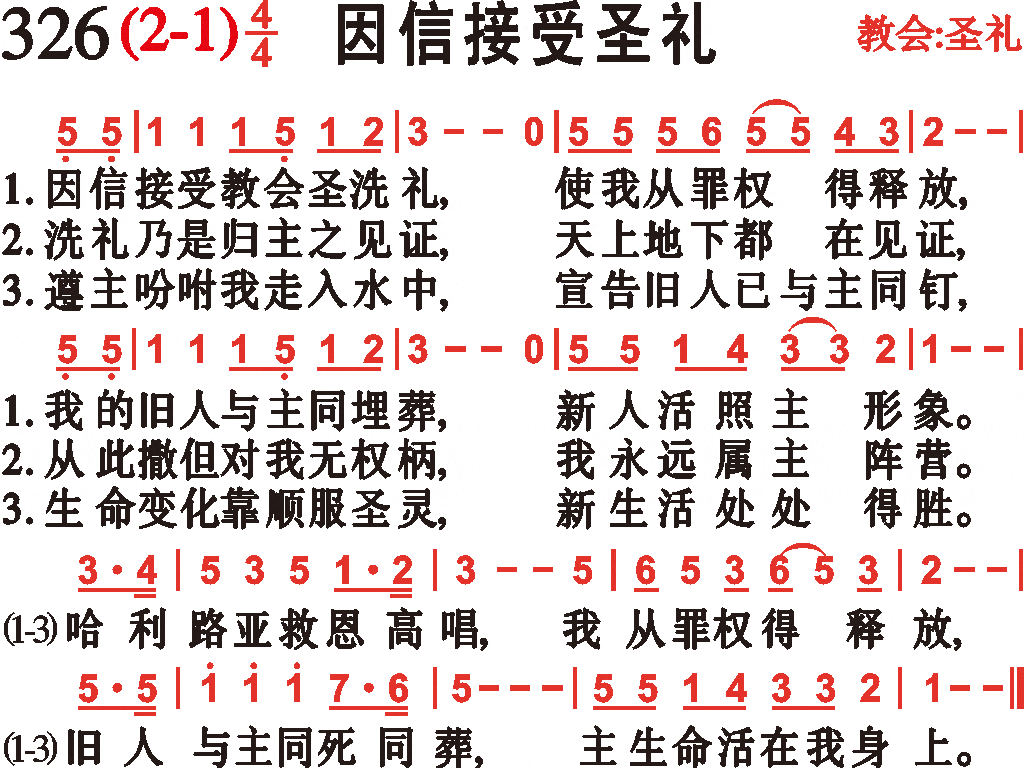 326 (2-1) 4/4 因信接受圣礼 教会:圣礼
5 5 | 1 1 1 5 1 2 | 3 - - 0 | 5 5 5 6 5 5 4 3 | 2 - - |
1. 因信接受教会圣洗礼, 使我从罪权 得释放,
2. 洗礼乃是归主之见证, 天上地下都 在见证,
3. 遵主吩咐我走入水中, 宣告旧人已与主同钉,
5 5 | 1 1 1 5 1 2 | 3 - - 0 | 5 5 1 4 3 3 2 | 1 - - |
1. 我的旧人与主同埋葬, 新人活照主 形象。
2. 从此撒但对我无权柄, 我永远属主 阵营。
3. 生命变化靠顺服圣灵, 新生活处处 得胜。
3 · 4 | 5 3 5 1 · 2 | 3 - - 5 | 6 5 3 6 5 3 | 2 - - |
(1-3) 哈利路亚救恩高唱, 我从罪权得 释放,
5 · 5 | 1 1 1 7 · 6 | 5 - - - | 5 5 1 4 3 3 2 | 1 - - ‖
(1-3) 旧人与主同死同葬, 主生命活在我身上。